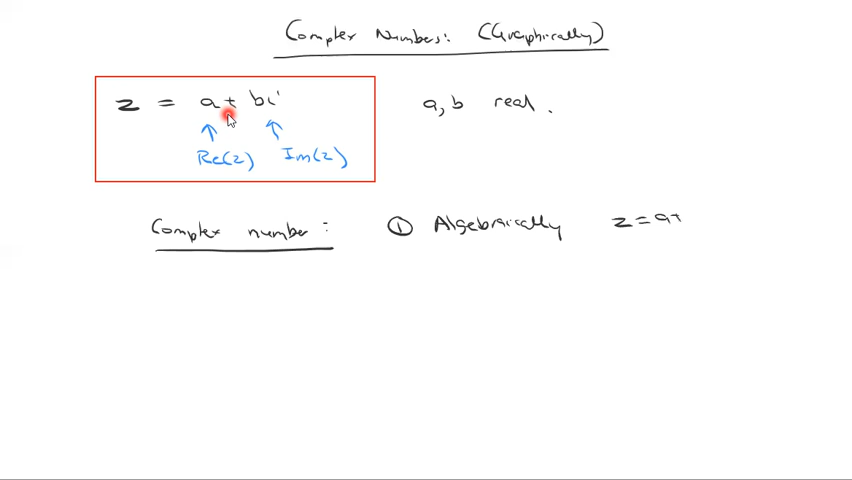 Complex Numbers: (Graphically)
z = a + bi a, b real.
Re(z) Im(z)
Complex number: ① Algebraically z = a+